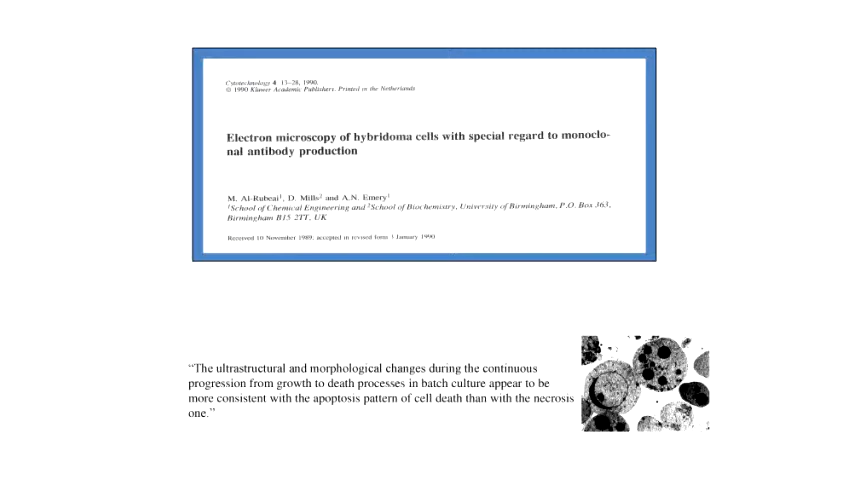 Cytotechnology 4 13-28, 1990.
© 1990 Kluwer Academic Publishers. Printed in the Netherlands
Electron microscopy of hybridoma cells with special regard to monoclo-
nal antibody production
M. Al-Rubeai¹, D. Mills² and A.N. Emery¹
¹School of Chemical Engineering and ²School of Biochemistry, University of Birmingham, P.O. Box 363,
Birmingham B15 2TT, UK
Received 10 November 1989; accepted in revised form 3 January 1990
“The ultrastructural and morphological changes during the continuous
progression from growth to death processes in batch culture appear to be
more consistent with the apoptosis pattern of cell death than with the necrosis
one.”